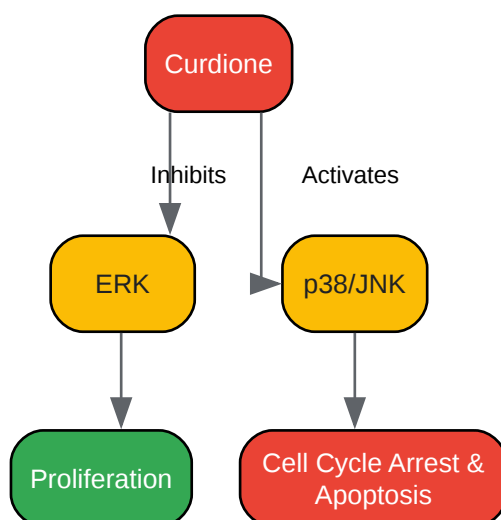 Curdione
Inhibits
Activates
ERK
p38/JNK
Proliferation
Cell Cycle Arrest &
Apoptosis